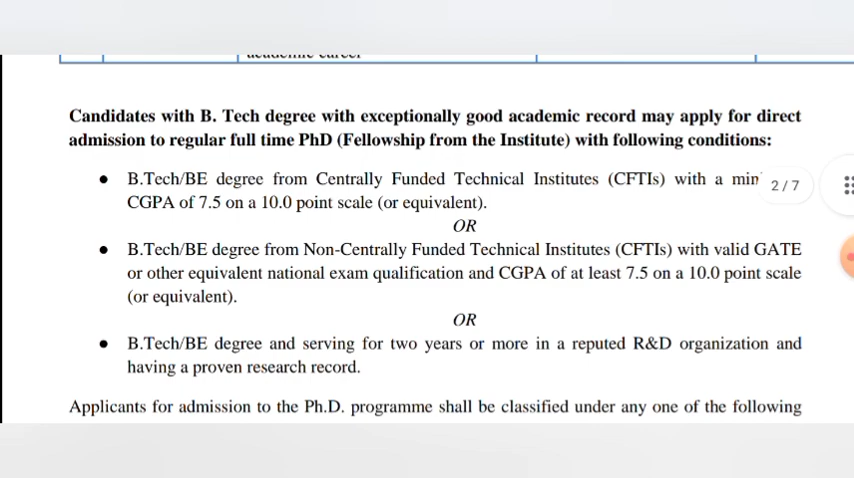 Candidates with B. Tech degree with exceptionally good academic record may apply for direct
admission to regular full time PhD (Fellowship from the Institute) with following conditions:
● B.Tech/BE degree from Centrally Funded Technical Institutes (CFTIs) with a
2/7
CGPA of 7.5 on a 10.0 point scale (or equivalent).
OR
● B.Tech/BE degree from Non-Centrally Funded Technical Institutes (CFTIs) with valid GATE
or other equivalent national exam qualification and CGPA of at least 7.5 on a 10.0 point scale
(or equivalent).
OR
● B.Tech/BE degree and serving for two years or more in a reputed R&D organization and
having a proven research record.
Applicants for admission to the Ph.D. programme shall be classified under any one of the following